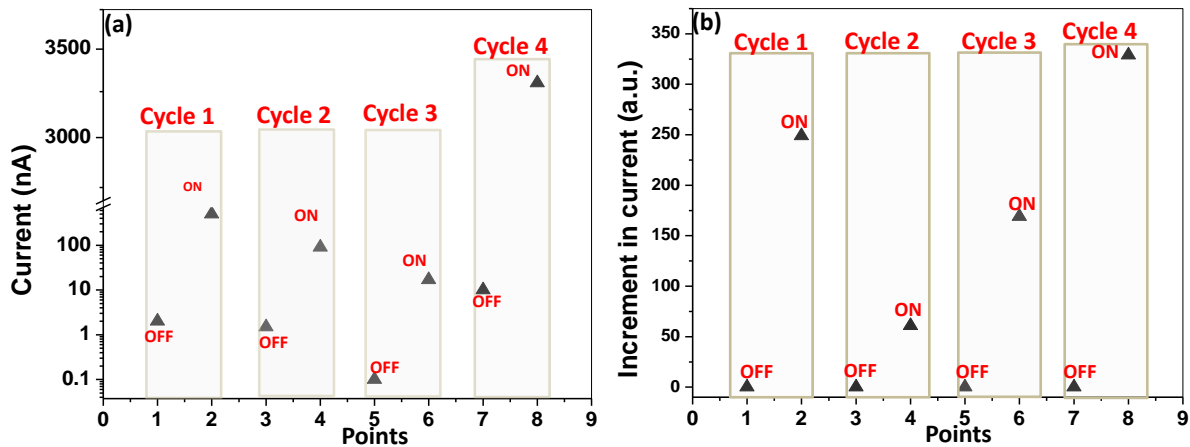 (a)
Current (nA)
3500
3000
100
10
1
0.1
Cycle 1
Cycle 2
Cycle 3
Cycle 4
ON
ON
ON
ON
OFF
OFF
OFF
OFF
0 1 2 3 4 5 6 7 8 9
Points
(b)
Increment in current (a.u.)
350
325
250
225
150
100
50
0
Cycle 1
Cycle 2
Cycle 3
Cycle 4
ON
ON
ON
ON
OFF
OFF
OFF
OFF
0 1 2 3 4 5 6 7 8 9
Points